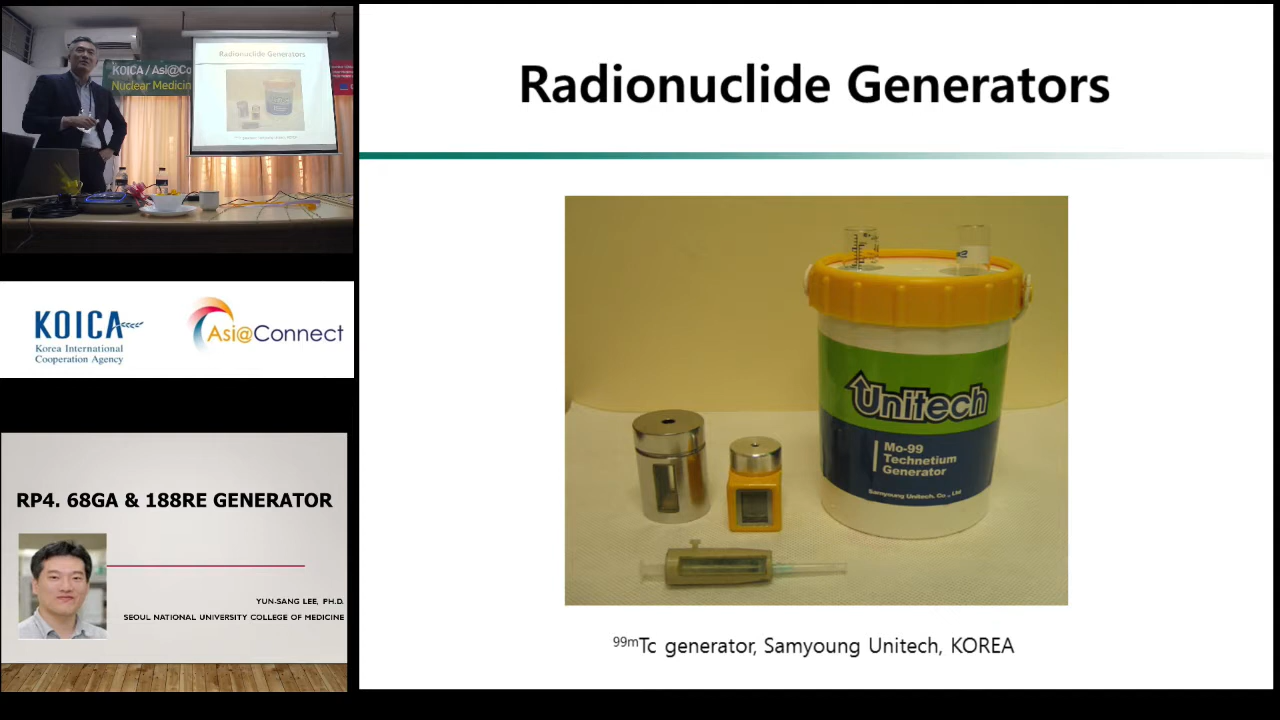 Radionuclide Generators
KOICA / Asi@Co
Nuclear Medicin
KOICA
Korea International
Cooperation Agency
Asi@Connect
RP4. 68GA & 188RE GENERATOR
YUN-SANG LEE, PH.D.
SEOUL NATIONAL UNIVERSITY COLLEGE OF MEDICINE
Radionuclide Generators
Unitech
Mo-99
Technetium
Generator
Samyoung Unitech. Co., Ltd
99mTc generator, Samyoung Unitech, KOREA